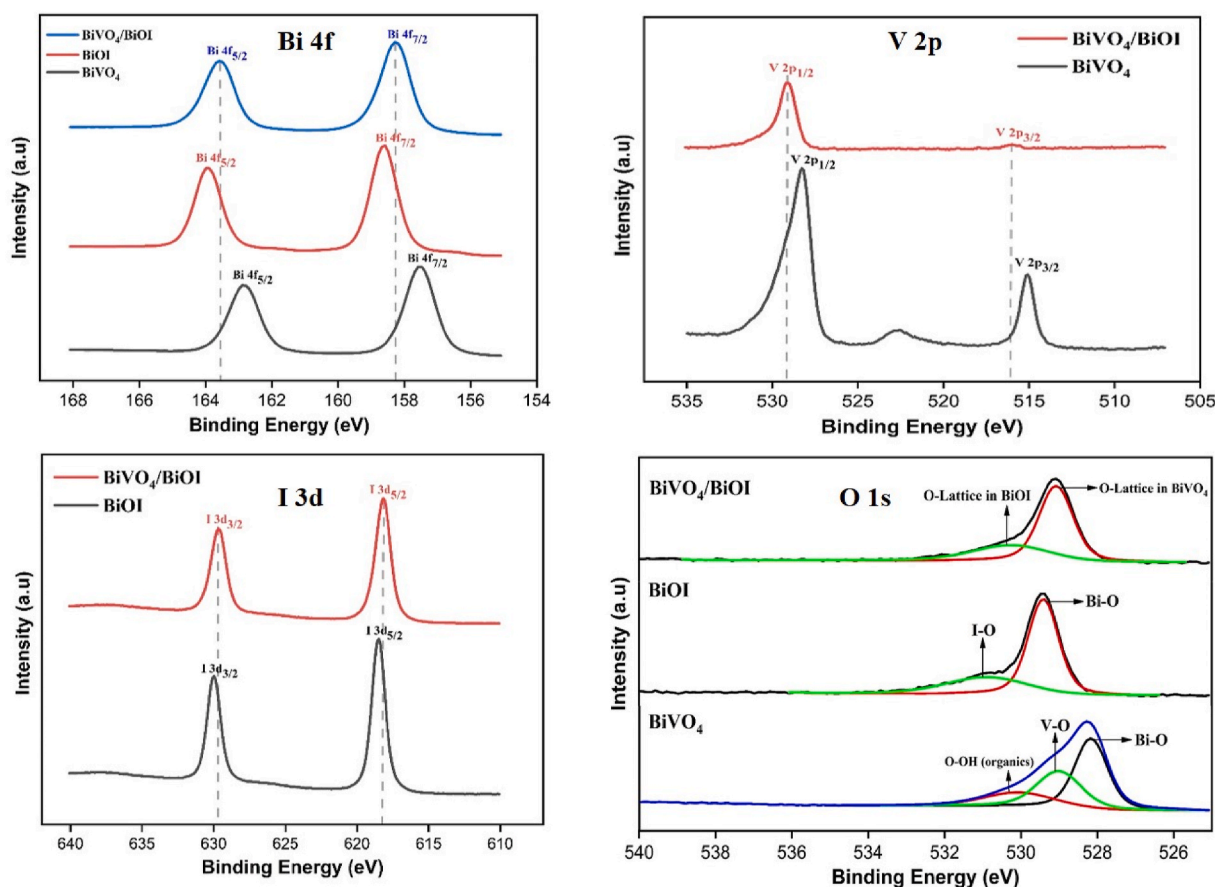 BiVO4/BiOI
BiOI
BiVO4
Bi 4f
Bi 4f5/2
Bi 4f7/2
Bi 4f5/2
Bi 4f7/2
Bi 4f5/2
Bi 4f7/2
Intensity (a.u)
168 166 164 162 160 158 156 154
Binding Energy (eV)
V 2p
BiVO4/BiOI
BiVO4
V 2p1/2
V 2p3/2
V 2p1/2
V 2p3/2
Intensity (a.u)
535 530 525 520 515 510 505
Binding Energy (eV)
BiVO4/BiOI
BiOI
I 3d
I 3d5/2
I 3d3/2
I 3d5/2
I 3d3/2
Intensity (a.u)
640 635 630 625 620 615 610
Binding Energy (eV)
BiVO4/BiOI
O 1s
O-Lattice in BiOI
O-Lattice in BiVO4
BiOI
Bi-O
I-O
BiVO4
V-O
Bi-O
O-OH (organics)
Intensity (a.u)
540 538 536 534 532 530 529 528 526
Binding Energy (eV)